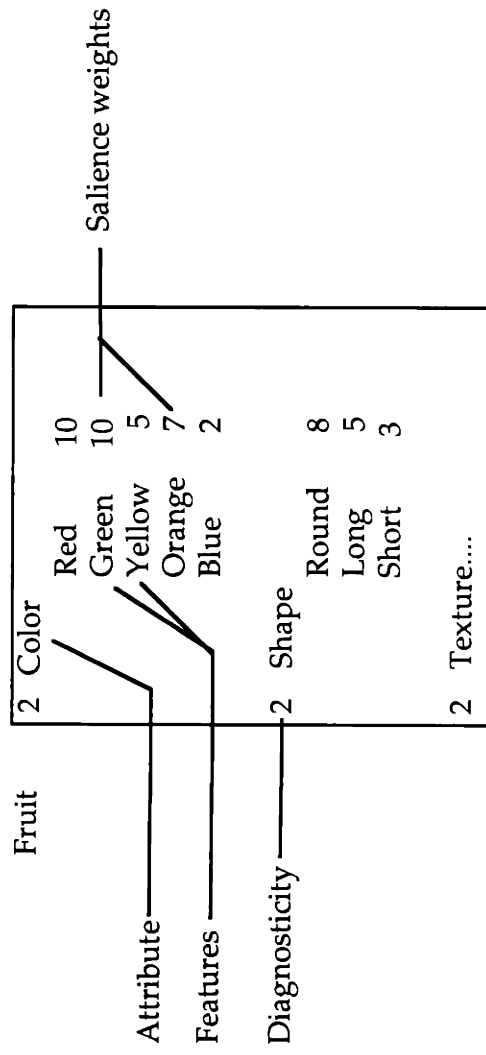 Fruit
2 Color
Red 10
Green 10
Yellow 5
Orange 7
Blue 2
2 Shape
Round 8
Long 5
Short 3
2 Texture....
Attribute
Features
Diagnosticity
Salience weights